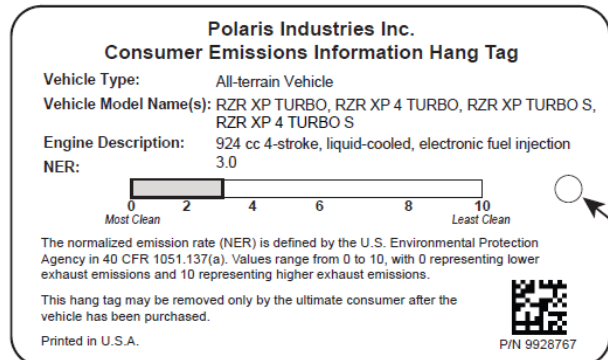 Polaris Industries Inc.
Consumer Emissions Information Hang Tag
Vehicle Type: All-terrain Vehicle
Vehicle Model Name(s): RZR XP TURBO, RZR XP 4 TURBO, RZR XP TURBO S,
RZR XP 4 TURBO S
Engine Description: 924 cc 4-stroke, liquid-cooled, electronic fuel injection
NER: 3.0
0 2 4 6 8 10
Most Clean Least Clean
The normalized emission rate (NER) is defined by the U.S. Environmental Protection
Agency in 40 CFR 1051.137(a). Values range from 0 to 10, with 0 representing lower
exhaust emissions and 10 representing higher exhaust emissions.
This hang tag may be removed only by the ultimate consumer after the
vehicle has been purchased.
Printed in U.S.A.
P/N 9928767